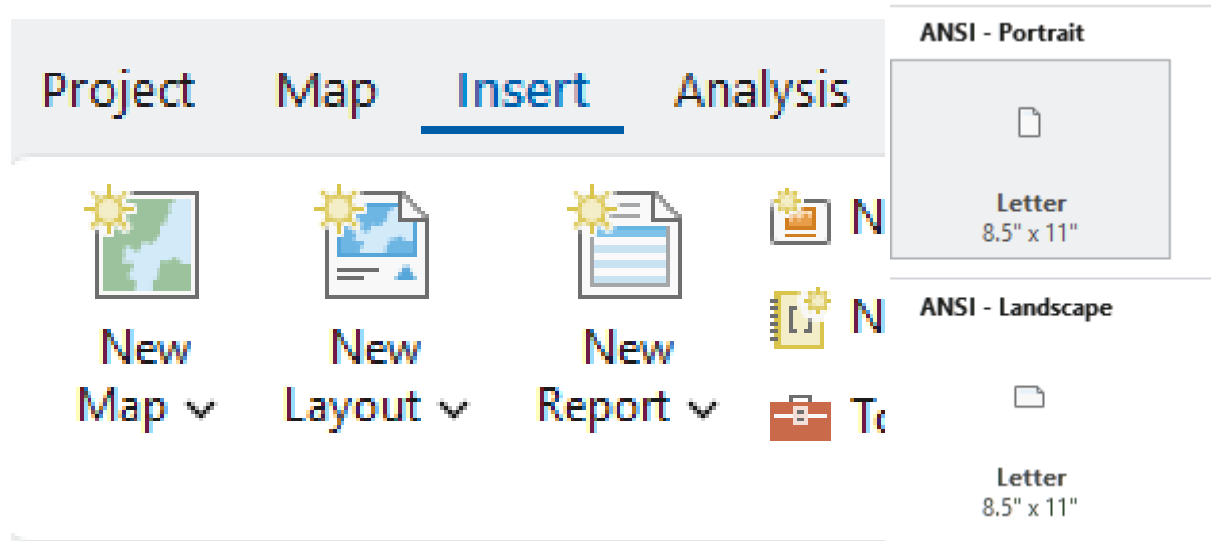 Project Map Insert Analysis
New Map
New Layout
New Report
N
N
To
ANSI - Portrait
Letter
8.5" x 11"
ANSI - Landscape
Letter
8.5" x 11"